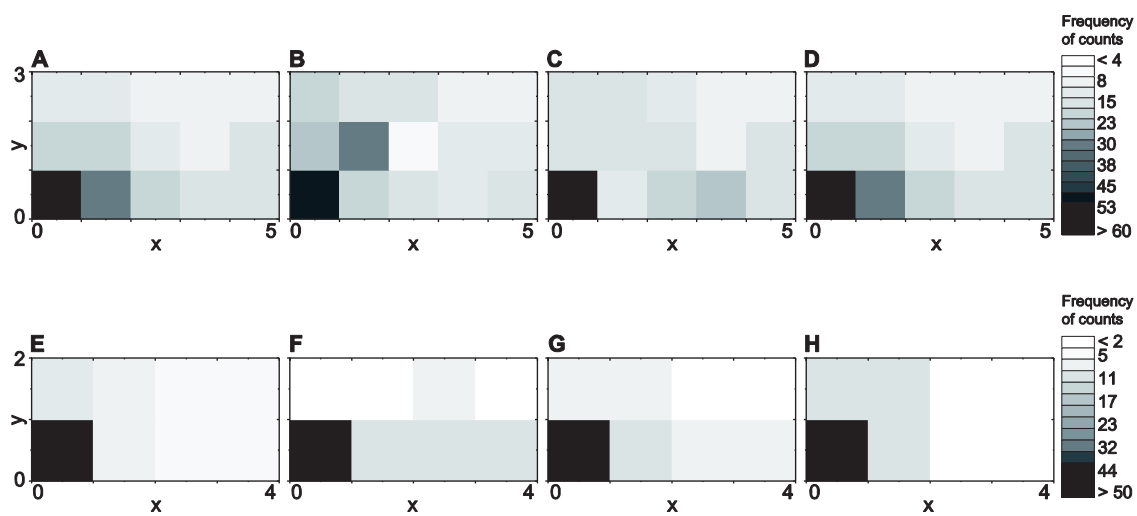 Frequency
of counts
A B C D
3
y
0
0 x 5 0 x 5 0 x 5 0 x 5
< 4
8
15
23
30
38
45
53
> 60
Frequency
of counts
E F G H
2
y
0
0 x 4 0 x 4 0 x 4 0 x 4
< 2
5
11
17
23
32
44
> 50